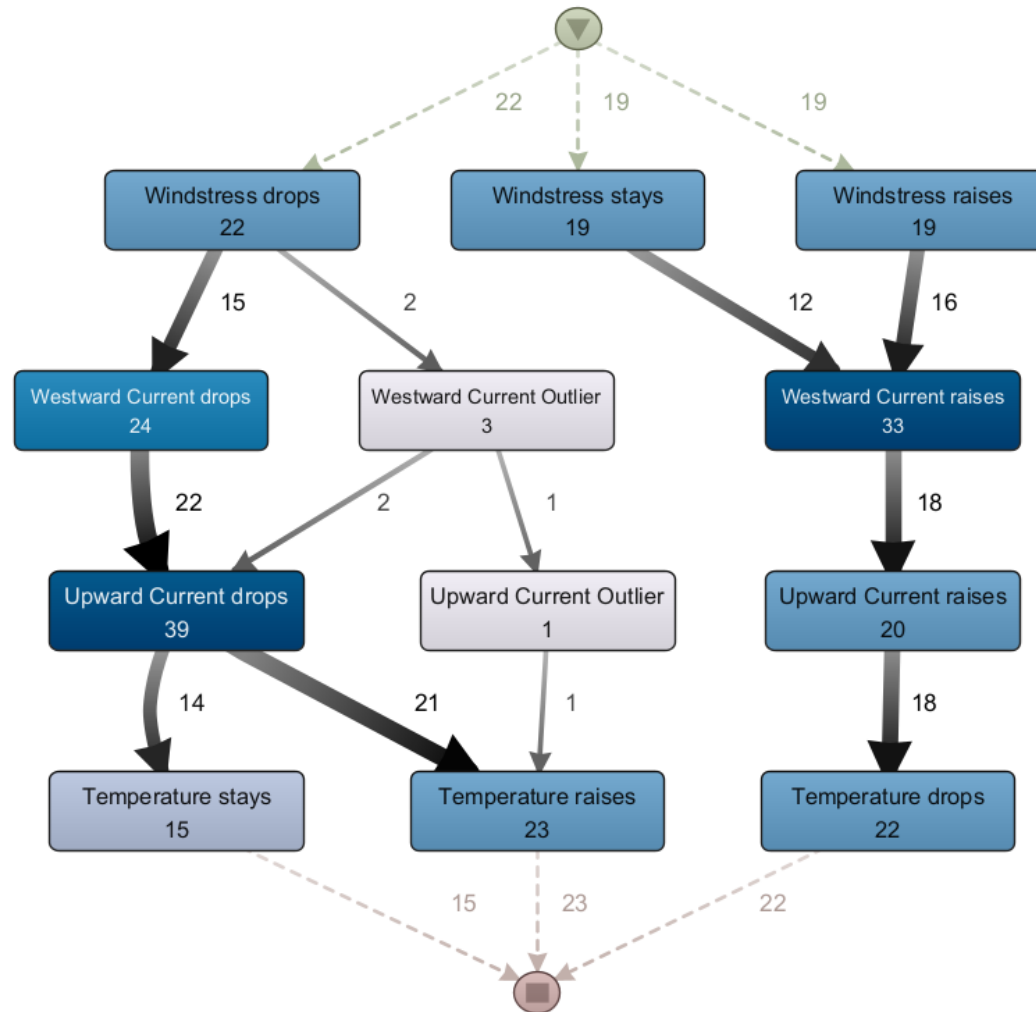 22
19
19
Windstress drops
22
Windstress stays
19
Windstress raises
19
15
2
12
16
Westward Current drops
24
Westward Current Outlier
3
Westward Current raises
33
22
2
1
18
Upward Current drops
39
Upward Current Outlier
1
Upward Current raises
20
14
21
1
18
Temperature stays
15
Temperature raises
23
Temperature drops
22
15
23
22